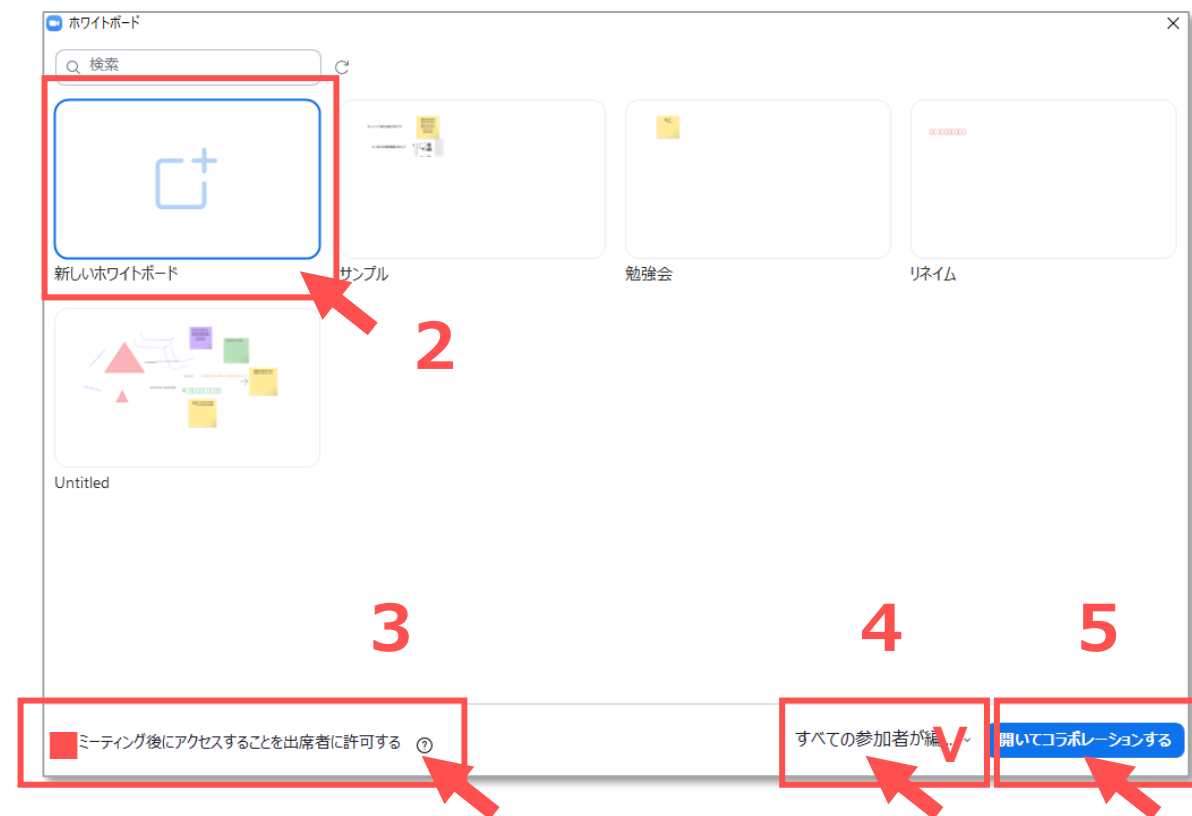 ホワイトボード
検索
新しいホワイトボード
サンプル
勉強会
リネイム
2
Untitled
3
4
5
ミーティング後にアクセスすることを出席者に許可する
すべての参加者が編...
V
開いてコラボレーションする